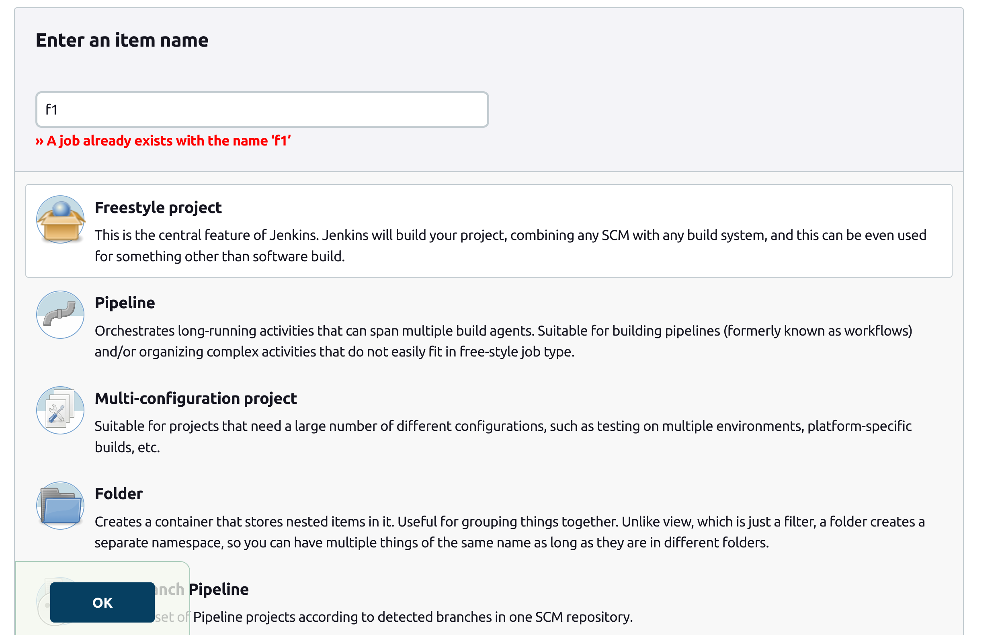 Enter an item name
f1
» A job already exists with the name ‘f1’
Freestyle project
This is the central feature of Jenkins. Jenkins will build your project, combining any SCM with any build system, and this can be even used
for something other than software build.
Pipeline
Orchestrates long-running activities that can span multiple build agents. Suitable for building pipelines (formerly known as workflows)
and/or organizing complex activities that do not easily fit in free-style job type.
Multi-configuration project
Suitable for projects that need a large number of different configurations, such as testing on multiple environments, platform-specific
builds, etc.
Folder
Creates a container that stores nested items in it. Useful for grouping things together. Unlike view, which is just a filter, a folder creates a
separate namespace, so you can have multiple things of the same name as long as they are in different folders.
Pipeline
OK
set of Pipeline projects according to detected branches in one SCM repository.